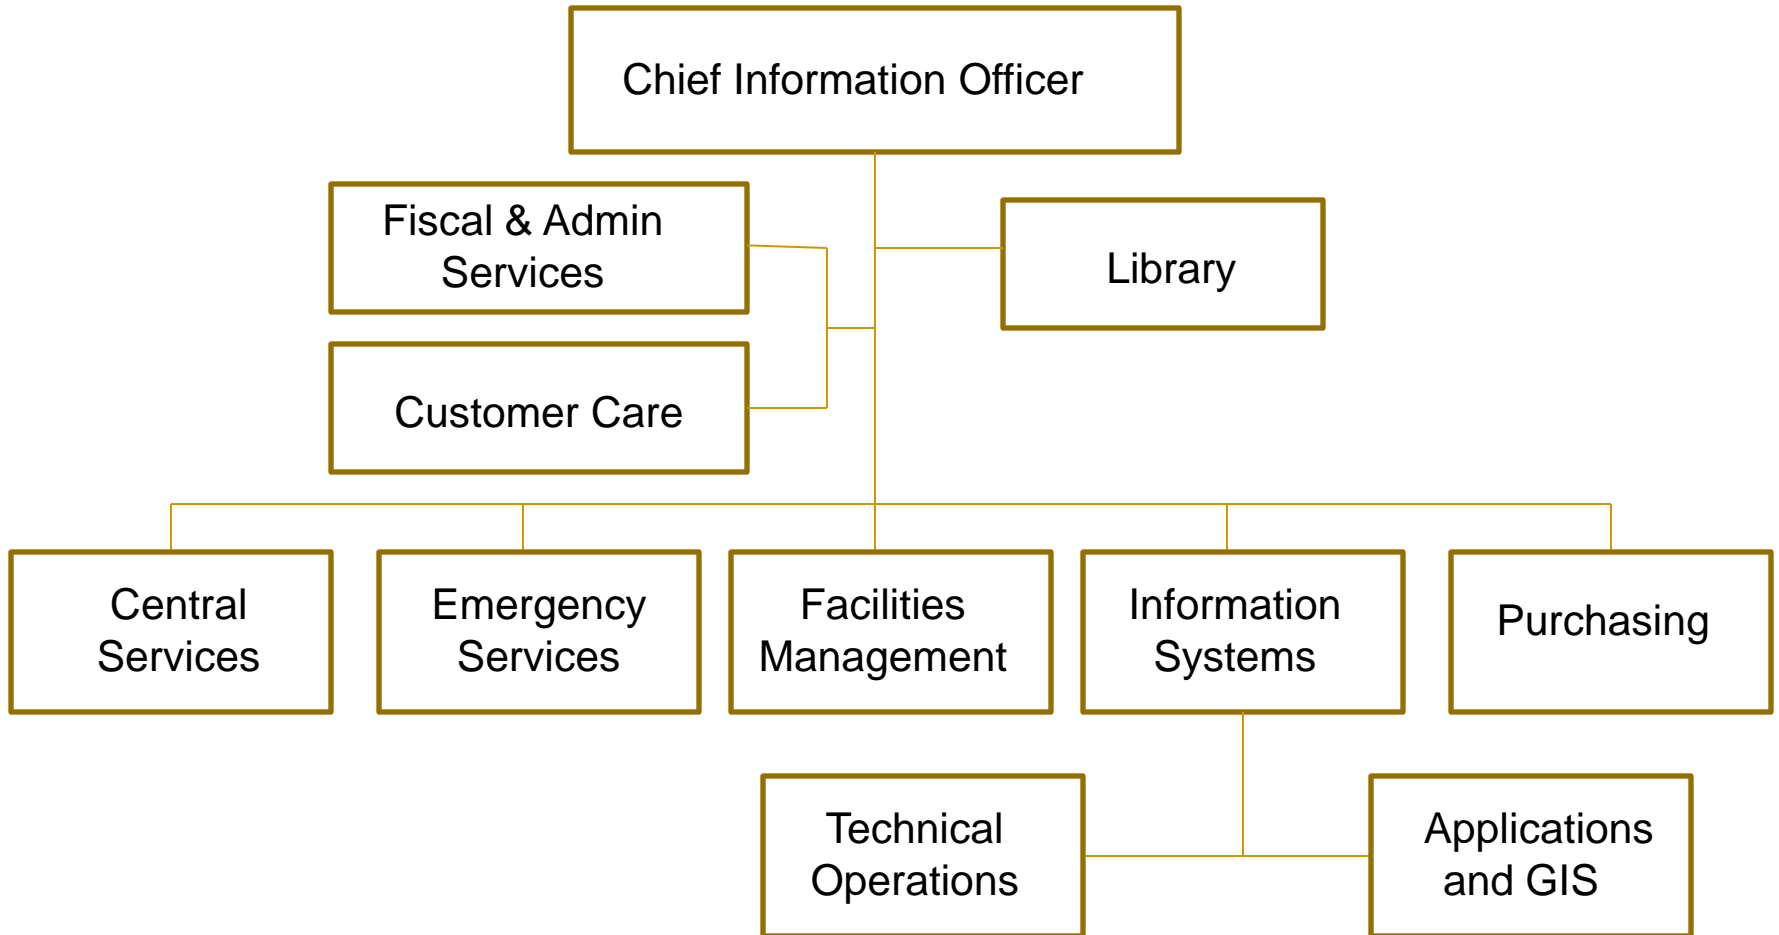 Chief Information Officer
Fiscal & Admin
Services
Library
Customer Care
Central
Services
Emergency
Services
Facilities
Management
Information
Systems
Purchasing
Technical
Operations
Applications
and GIS